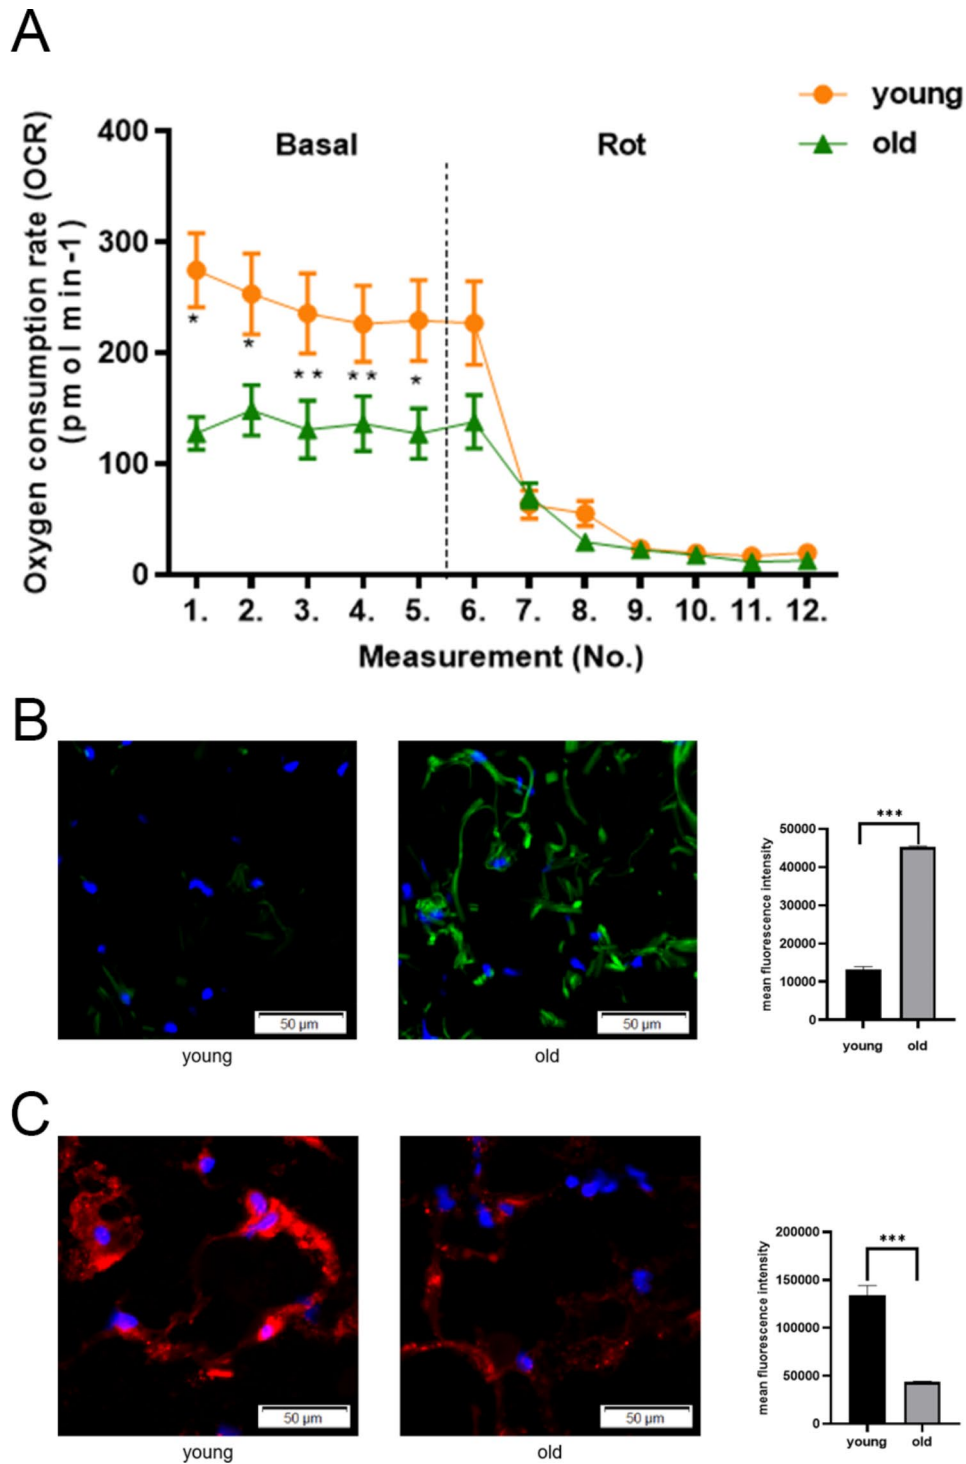 A
young
old
Oxygen consumption rate (OCR)
(pmol min-1)
400
300
200
100
0
Basal
Rot
*
*
**
**
*
1. 2. 3. 4. 5. 6. 7. 8. 9. 10. 11. 12.
Measurement (No.)
B
50 µm
young
50 µm
old
mean fluorescence intensity
50000
40000
30000
20000
10000
0
***
young old
C
50 µm
young
50 µm
old
mean fluorescence intensity
200000
150000
100000
50000
0
***
young old